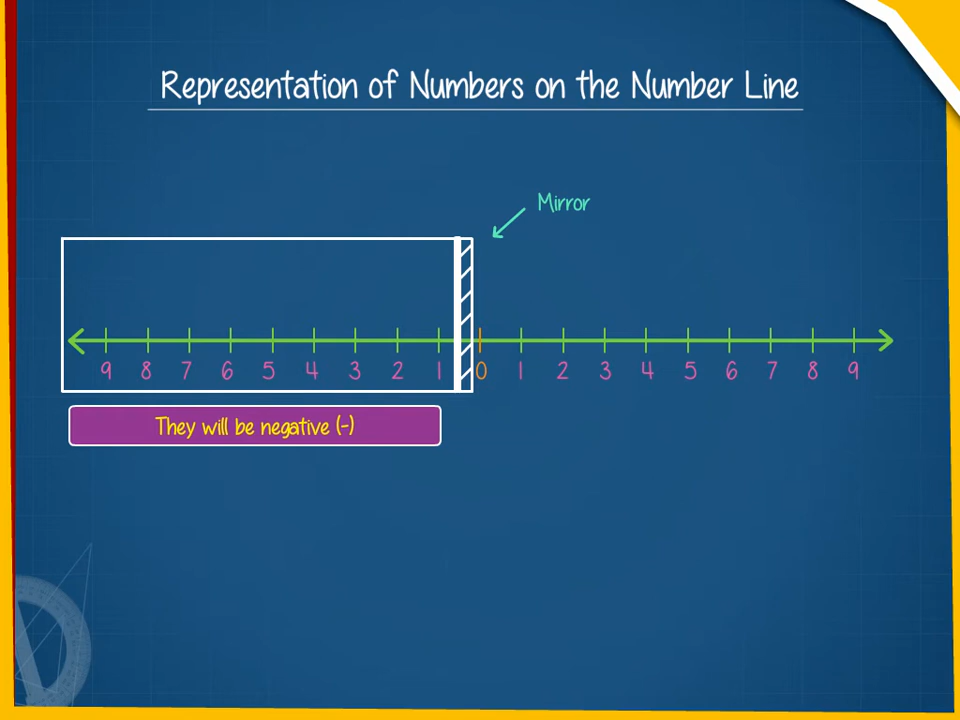 Representation of Numbers on the Number Line
Mirror
9 8 7 6 5 4 3 2 1 0 1 2 3 4 5 6 7 8 9
They will be negative (-)